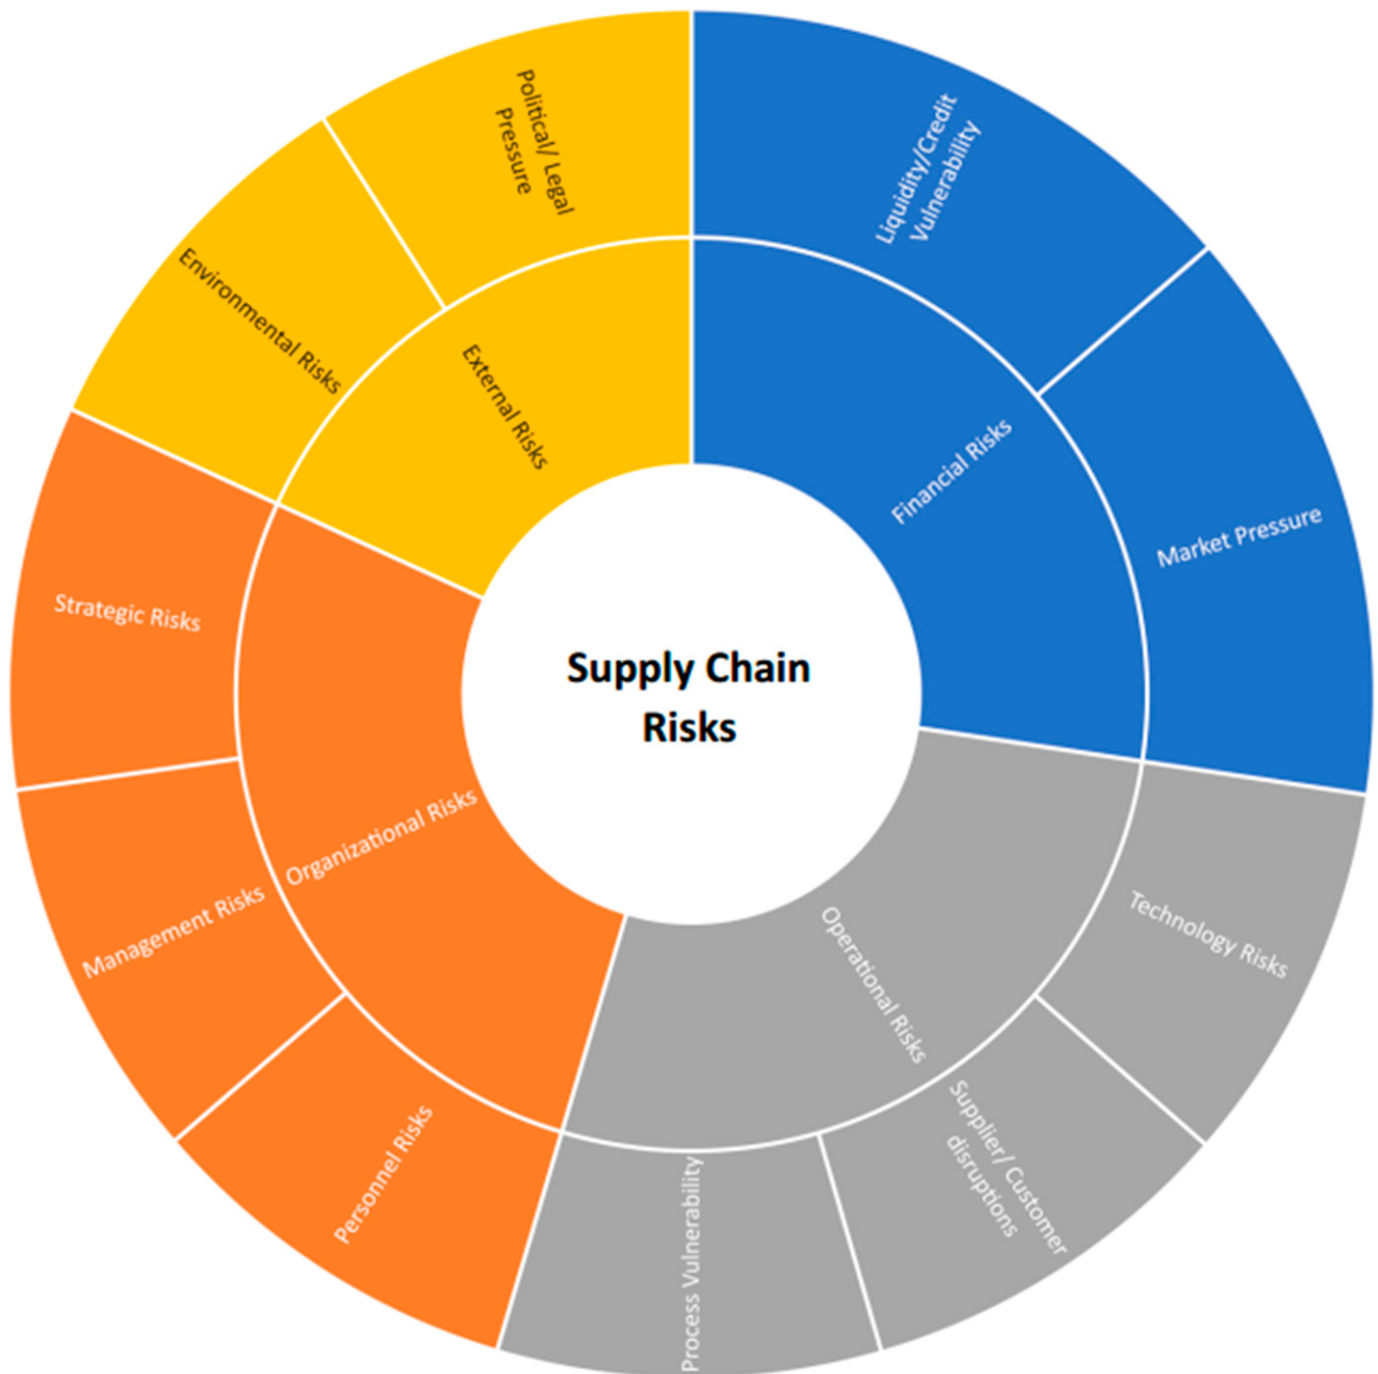 Supply Chain
Risks
Financial Risks
Liquidity/Credit
Vulnerability
Market Pressure
Operational Risks
Technology Risks
Supplier/ Customer
disruptions
Process Vulnerability
Organizational Risks
Personnel Risks
Management Risks
Strategic Risks
External Risks
Environmental Risks
Political/ Legal
Pressure